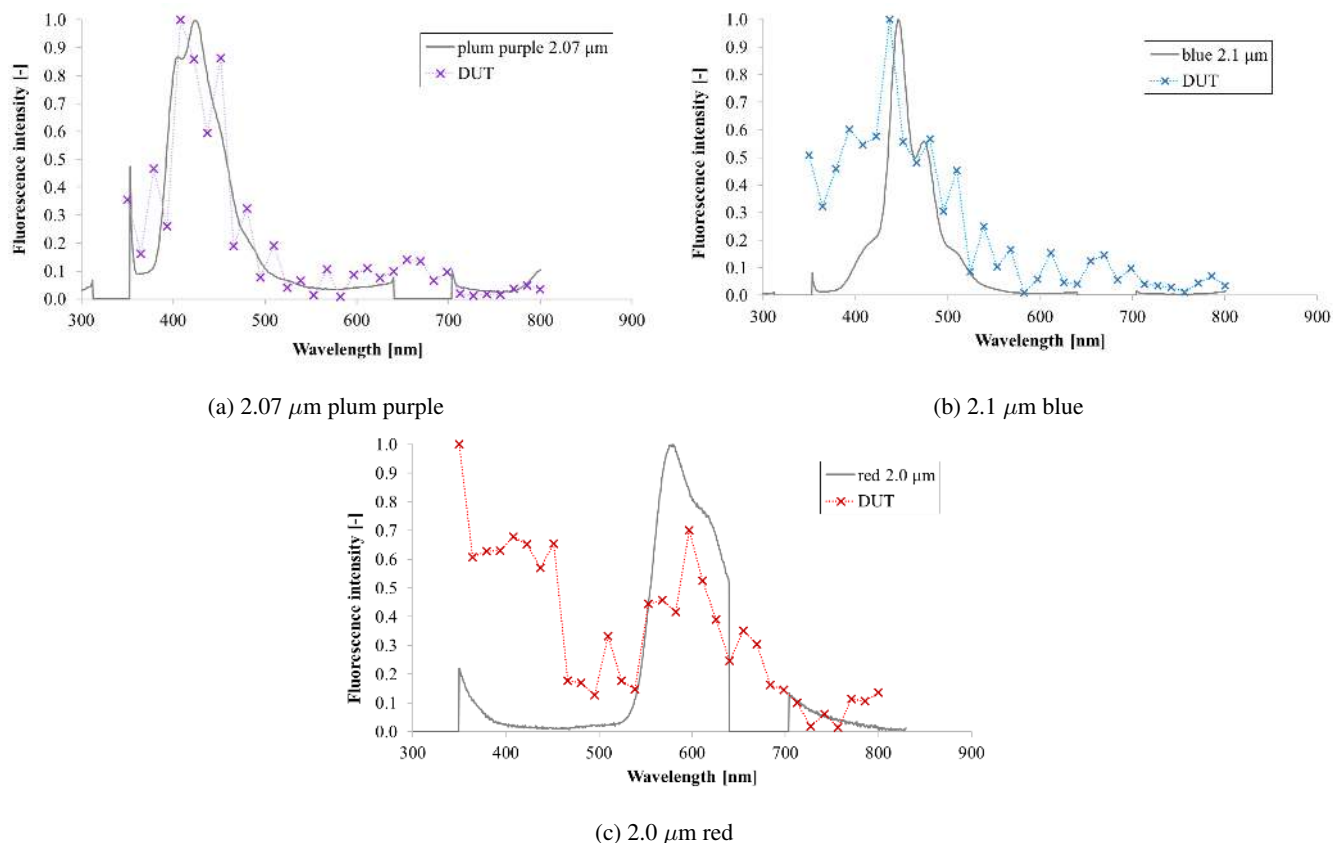 Fluorescence intensity [-]
1.0
0.9
0.8
0.7
0.6
0.5
0.4
0.3
0.2
0.1
0.0
300 400 500 600 700 800 900
Wavelength [nm]
plum purple 2.07 μm
DUT
(a) 2.07 μm plum purple
Fluorescence intensity [-]
1.0
0.9
0.8
0.7
0.6
0.5
0.4
0.3
0.2
0.1
0.0
300 400 500 600 700 800 900
Wavelength [nm]
blue 2.1 μm
DUT
(b) 2.1 μm blue
Fluorescence intensity [-]
1.0
0.9
0.8
0.7
0.6
0.5
0.4
0.3
0.2
0.1
0.0
300 400 500 600 700 800 900
Wavelength [nm]
red 2.0 μm
DUT
(c) 2.0 μm red